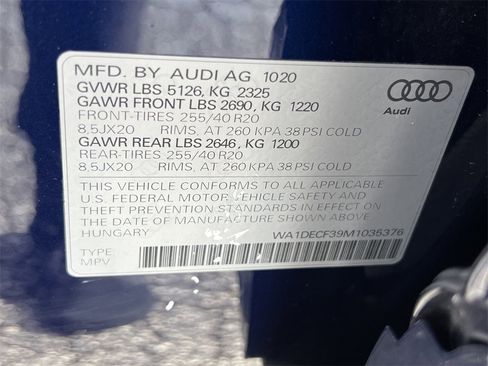 MFD. BY AUDI AG 1020
GVWR LBS 5126, KG 2325
GAWR FRONT LBS 2690, KG 1220
FRONT-TIRES 255/40 R20
8,5JX20 RIMS, AT 260 KPA 38 PSI COLD
GAWR REAR LBS 2646, KG 1200
REAR-TIRES 255/40 R20
8,5JX20 RIMS, AT 260 KPA 38 PSI COLD
THIS VEHICLE CONFORMS TO ALL APPLICABLE
U.S. FEDERAL MOTOR VEHICLE SAFETY AND
THEFT PREVENTION STANDARDS IN EFFECT ON
THE DATE OF MANUFACTURE SHOWN ABOVE.
HUNGARY
WA1DECF39M1035376
TYPE
MPV
Audi